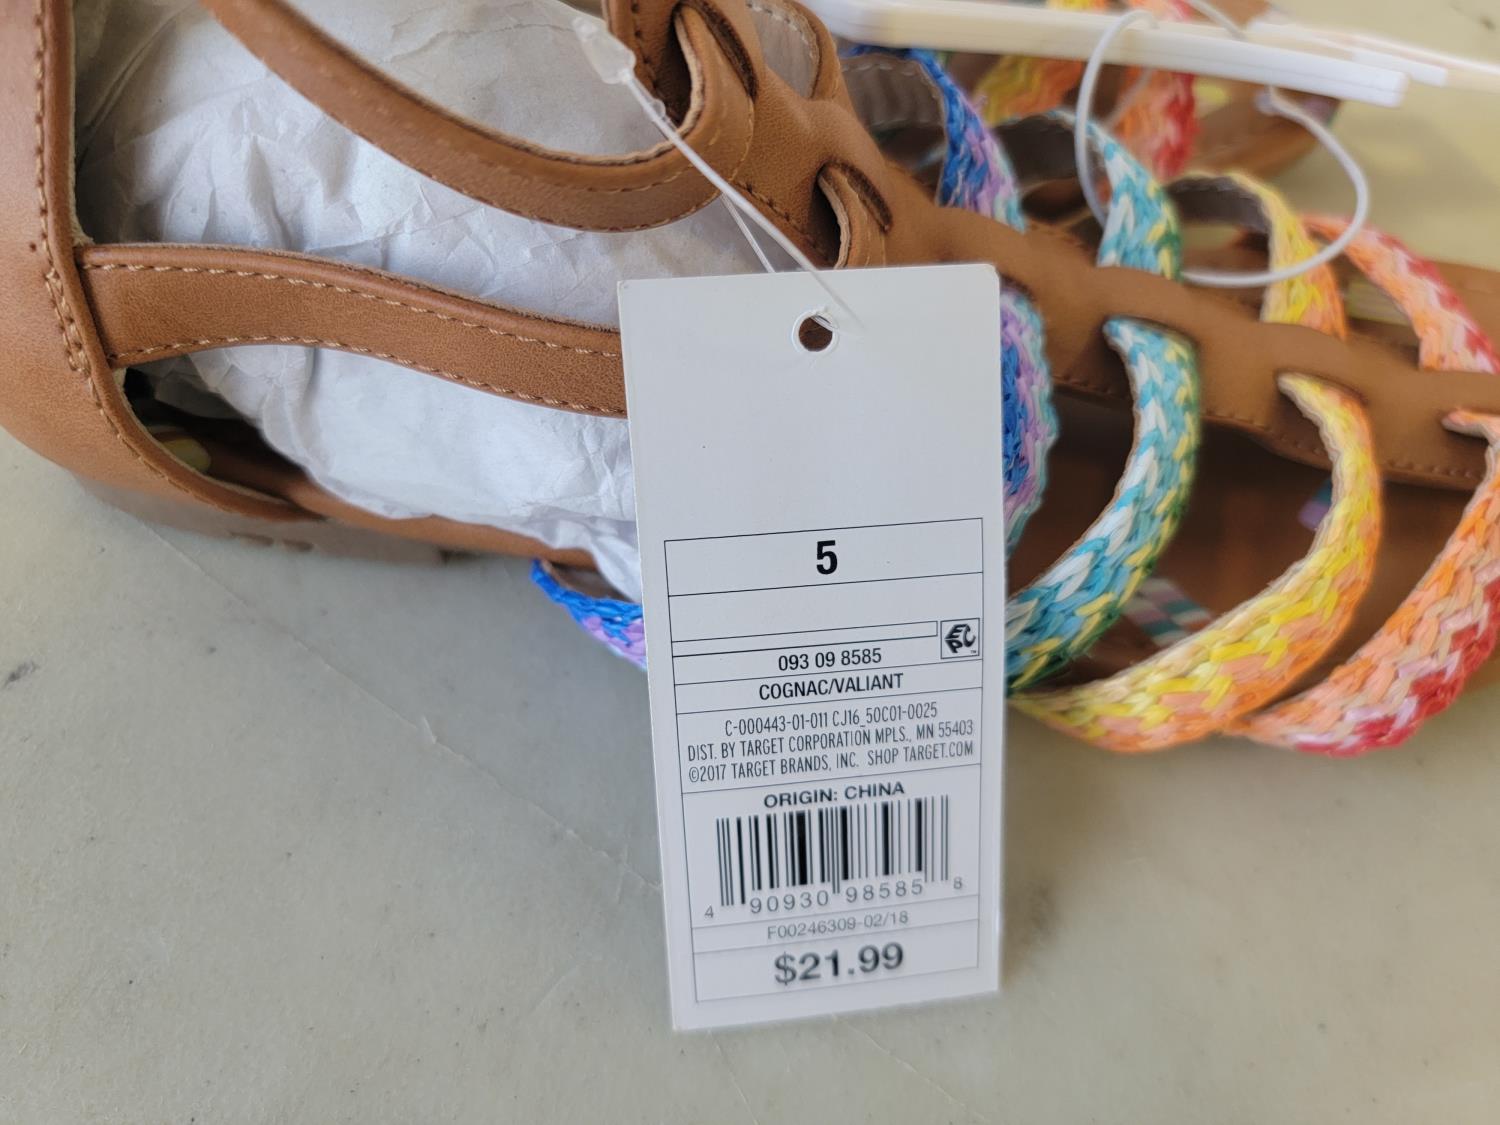 5
093 09 8585
COGNAC/VALIANT
C-000443-01-011 CJ16_50C01-0025
DIST. BY TARGET CORPORATION MPLS., MN 55403
©2017 TARGET BRANDS, INC. SHOP TARGET.COM
ORIGIN: CHINA
4 90930 98585 8
F00246309-02/18
$21.99